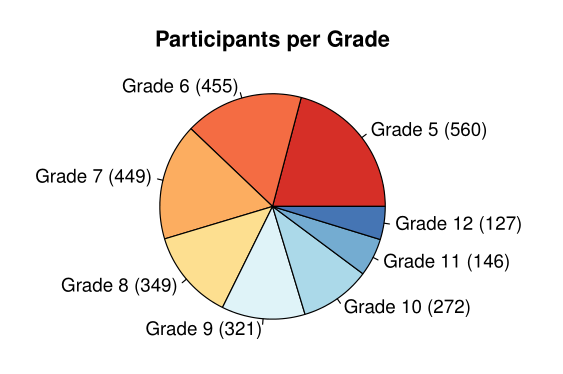 Participants per Grade
Grade 6 (455)
Grade 5 (560)
Grade 7 (449)
Grade 12 (127)
Grade 11 (146)
Grade 8 (349)
Grade 10 (272)
Grade 9 (321)